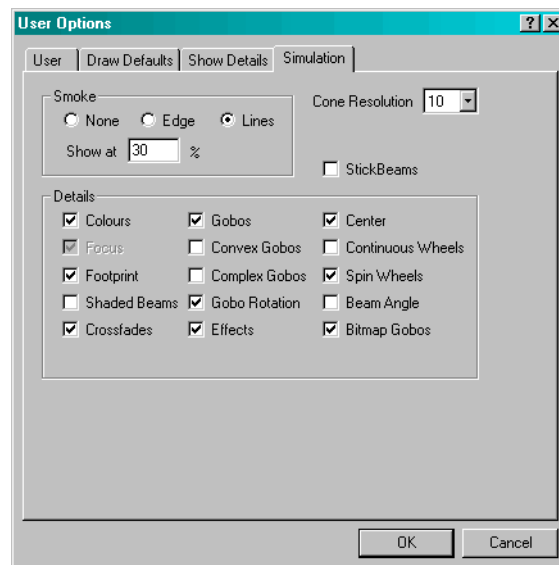 User Options
User Draw Defaults Show Details Simulation
Smoke
None Edge Lines
Show at 30 %
Cone Resolution 10
StickBeams
Details
Colours Gobos Center
Focus Convex Gobos Continuous Wheels
Footprint Complex Gobos Spin Wheels
Shaded Beams Gobo Rotation Beam Angle
Crossfades Effects Bitmap Gobos
OK Cancel